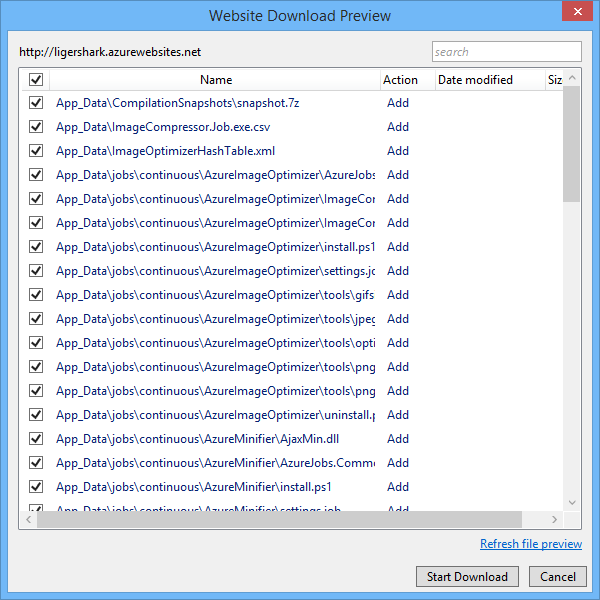 Website Download Preview
http://ligershark.azurewebsites.net
search
Name Action Date modified Siz
App_Data\CompilationSnapshots\snapshot.7z Add
App_Data\ImageCompressorJob.exe.csv Add
App_Data\ImageOptimizerHashTable.xml Add
App_Data\jobs\continuous\AzureImageOptimizer\AzureJobs Add
App_Data\jobs\continuous\AzureImageOptimizer\ImageCor Add
App_Data\jobs\continuous\AzureImageOptimizer\ImageCor Add
App_Data\jobs\continuous\AzureImageOptimizer\install.ps1 Add
App_Data\jobs\continuous\AzureImageOptimizer\settings.jc Add
App_Data\jobs\continuous\AzureImageOptimizer\tools\gifs Add
App_Data\jobs\continuous\AzureImageOptimizer\tools\jpeg Add
App_Data\jobs\continuous\AzureImageOptimizer\tools\opti Add
App_Data\jobs\continuous\AzureImageOptimizer\tools\png Add
App_Data\jobs\continuous\AzureImageOptimizer\tools\png Add
App_Data\jobs\continuous\AzureImageOptimizer\uninstall.p Add
App_Data\jobs\continuous\AzureMinifier\AjaxMin.dll Add
App_Data\jobs\continuous\AzureMinifier\AzureJobs.Commo Add
App_Data\jobs\continuous\AzureMinifier\install.ps1 Add
App_Data\jobs\continuous\AzureMinifier\settings.job Add
Refresh file preview
Start Download Cancel